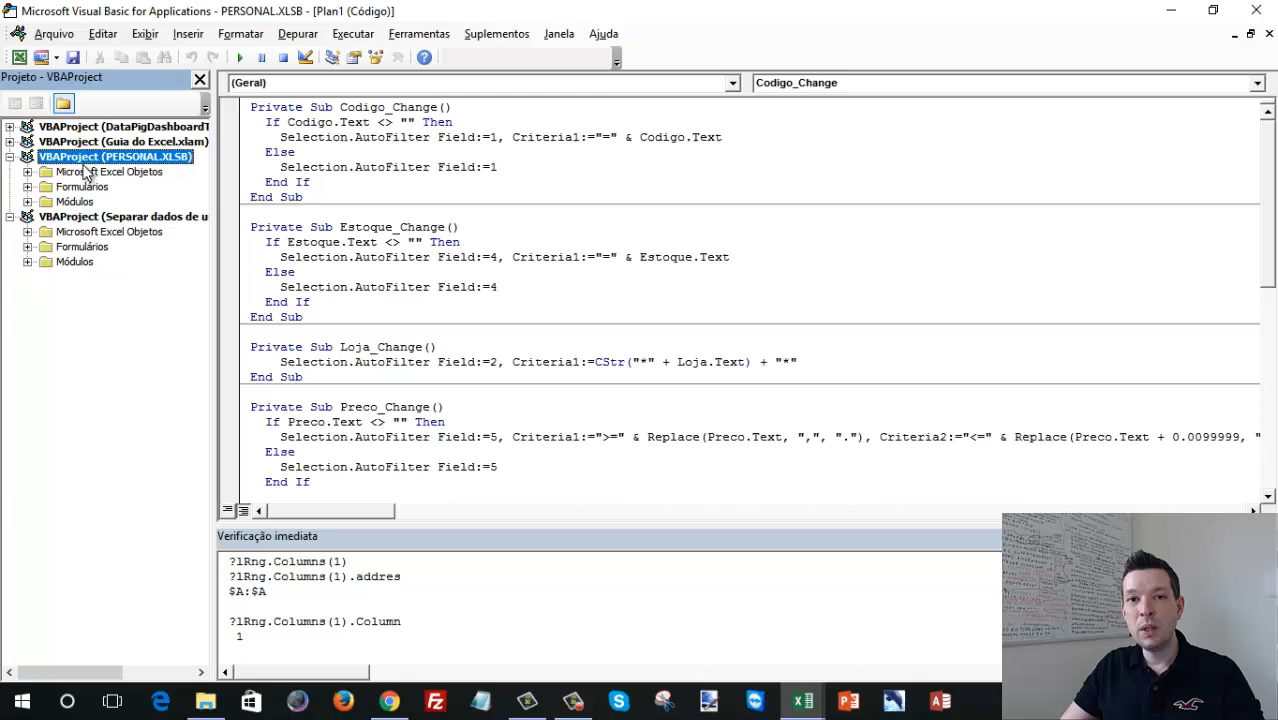 Microsoft Visual Basic for Applications - PERSONAL.XLSB - [Plan1 (Código)]
Arquivo Editar Exibir Inserir Formatar Depurar Executar Ferramentas Suplementos Janela Ajuda
Projeto - VBAProject
VBAProject (DataPigDashboardT
VBAProject (Guia do Excel.xlam)
VBAProject (PERSONAL.XLSB)
Microsoft Excel Objetos
Formulários
Módulos
VBAProject (Separar dados de u
Microsoft Excel Objetos
Formulários
Módulos
(Geral)
Codigo_Change
Private Sub Codigo_Change()
If Codigo.Text <> "" Then
Selection.AutoFilter Field:=1, Criteria1:="=" & Codigo.Text
Else
Selection.AutoFilter Field:=1
End If
End Sub
Private Sub Estoque_Change()
If Estoque.Text <> "" Then
Selection.AutoFilter Field:=4, Criteria1:="=" & Estoque.Text
Else
Selection.AutoFilter Field:=4
End If
End Sub
Private Sub Loja_Change()
Selection.AutoFilter Field:=2, Criteria1:=CStr("*" + Loja.Text) + "*"
End Sub
Private Sub Preco_Change()
If Preco.Text <> "" Then
Selection.AutoFilter Field:=5, Criteria1:=">=" & Replace(Preco.Text, ",", "."), Criteria2:="<=" & Replace(Preco.Text + 0.0099999, "
Else
Selection.AutoFilter Field:=5
End If
Verificação imediata
?lRng.Columns(1)
?lRng.Columns(1).addres
$A:$A
?lRng.Columns(1).Column
1